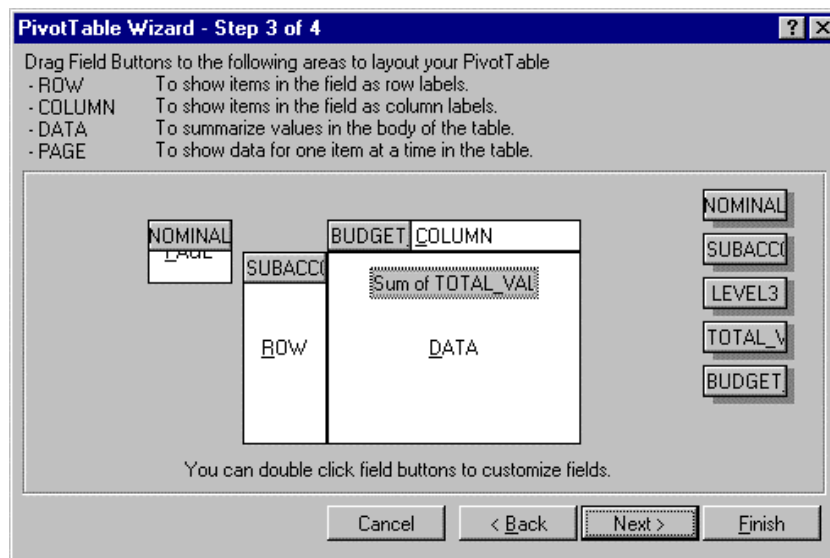 PivotTable Wizard - Step 3 of 4
Drag Field Buttons to the following areas to layout your PivotTable
- ROW To show items in the field as row labels.
- COLUMN To show items in the field as column labels.
- DATA To summarize values in the body of the table.
- PAGE To show data for one item at a time in the table.
NOMINAL
PAGE
BUDGET_ COLUMN
SUBACC(
Sum of TOTAL_VAL
ROW
DATA
NOMINAL
SUBACC(
LEVEL3
TOTAL_V
BUDGET_
You can double click field buttons to customize fields.
Cancel < Back Next > Finish